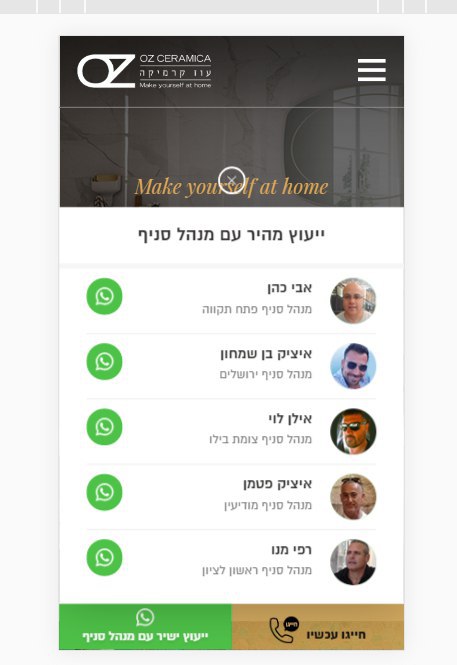 OZ
OZ CERAMICA
עוז קרמיקה
Make yourself at home
Make yourself at home
ייעוץ מהיר עם מנהל סניף
אבי כהן
מנהל סניף פתח תקווה
איציק בן שמחון
מנהל סניף ירושלים
אילן לוי
מנהל סניף צומת בילו
איציק פטמן
מנהל סניף מודיעין
רפי מנו
מנהל סניף ראשון לציון
חייגו עכשיו
חייגו
ייעוץ ישיר עם מנהל סניף